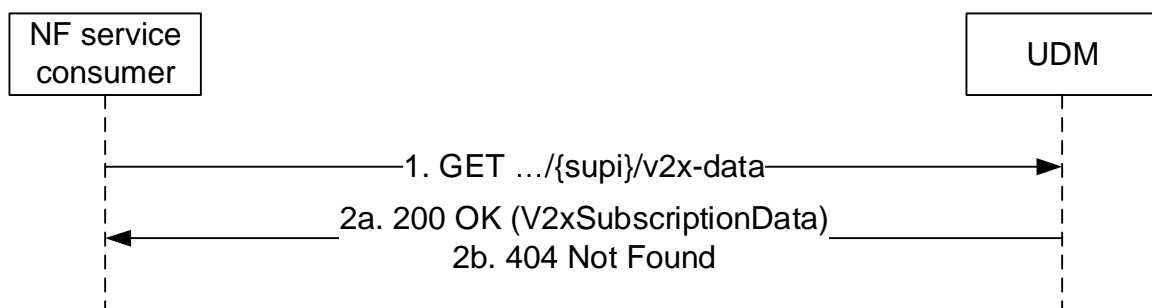 NF service
consumer
UDM
1. GET …/{supi}/v2x-data
2a. 200 OK (V2xSubscriptionData)
2b. 404 Not Found